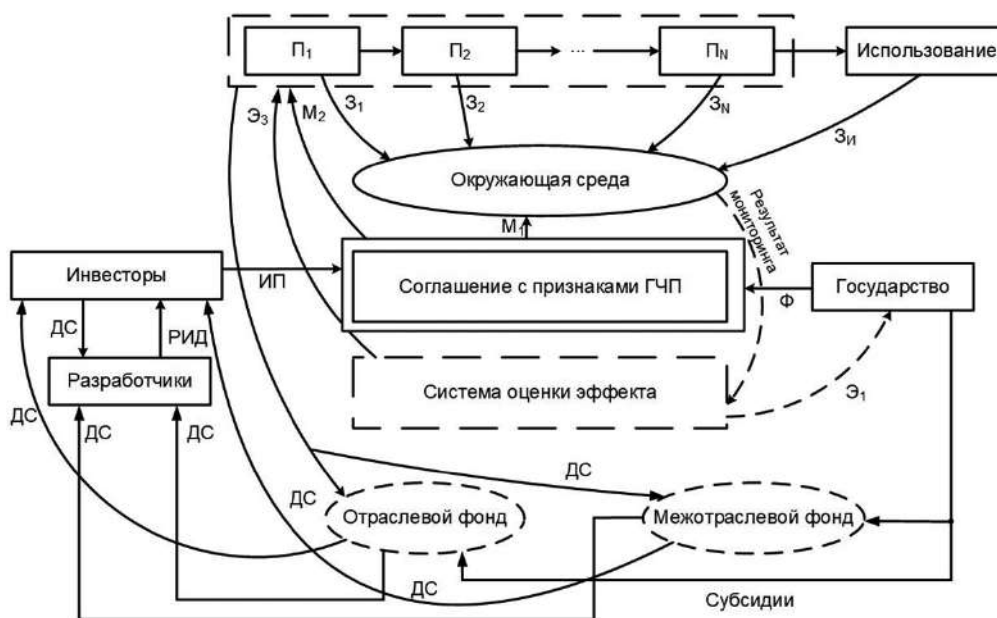 П1
П2
...
ПN
Использование
Э3
М2
З1
З2
ЗN
ЗИ
Окружающая среда
Результат
мониторинга
М1
Инвесторы
ИП
Соглашение с признаками ГЧП
Ф
Государство
ДС
РИД
Разработчики
Система оценки эффекта
Э1
ДС
ДС
ДС
ДС
ДС
Отраслевой фонд
Межотраслевой фонд
ДС
Субсидии